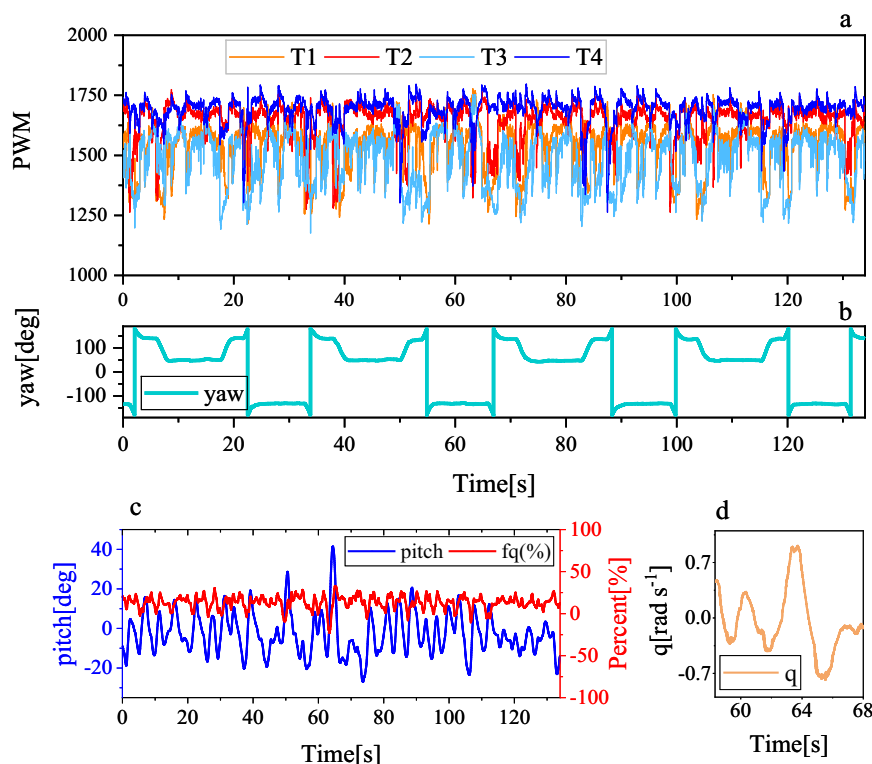 a
T1 T2 T3 T4
2000
1750
1500
1250
1000
PWM
0 20 40 60 80 100 120
b
100
0
-100
yaw[deg]
yaw
0 20 40 60 80 100 120
Time[s]
c
pitch fq(%)
40
20
0
-20
pitch[deg]
100
50
0
-50
-100
Percent[%]
0 20 40 60 80 100 120
Time[s]
d
0.7
0.0
-0.7
q[rad s⁻¹]
q
60 64 68
Time[s]